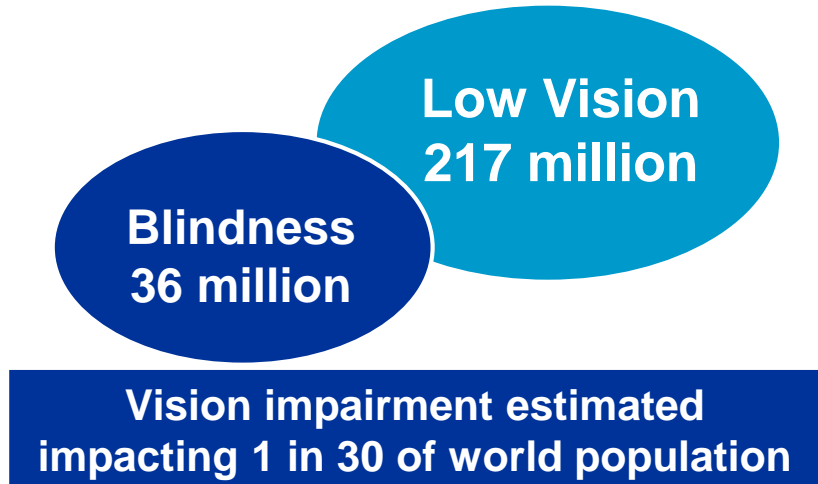 Low Vision
217 million
Blindness
36 million
Vision impairment estimated
impacting 1 in 30 of world population